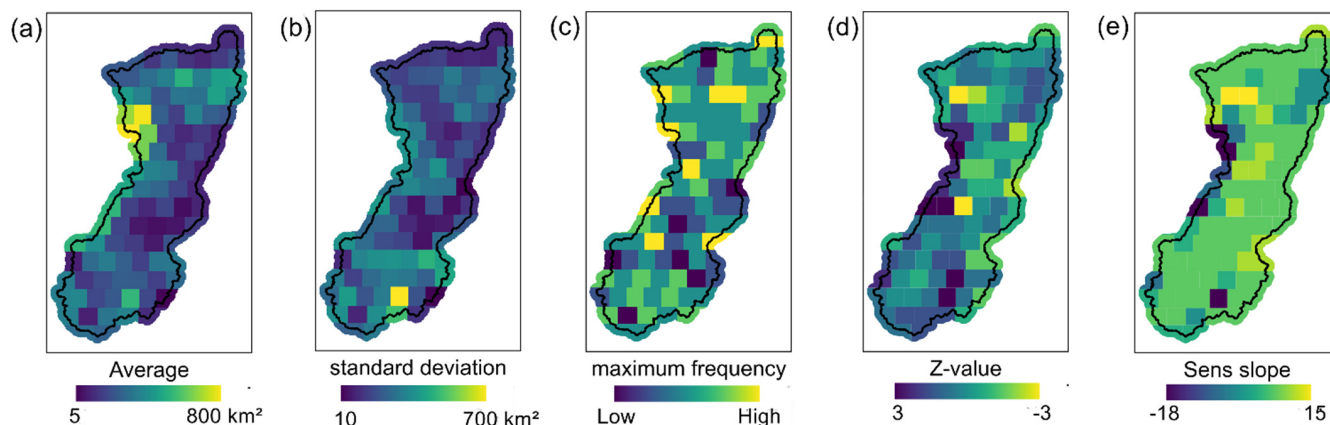 (a) (b) (c) (d) (e)
Average standard deviation maximum frequency Z-value Sens slope
5 800 km² 10 700 km² Low High 3 -3 -18 15